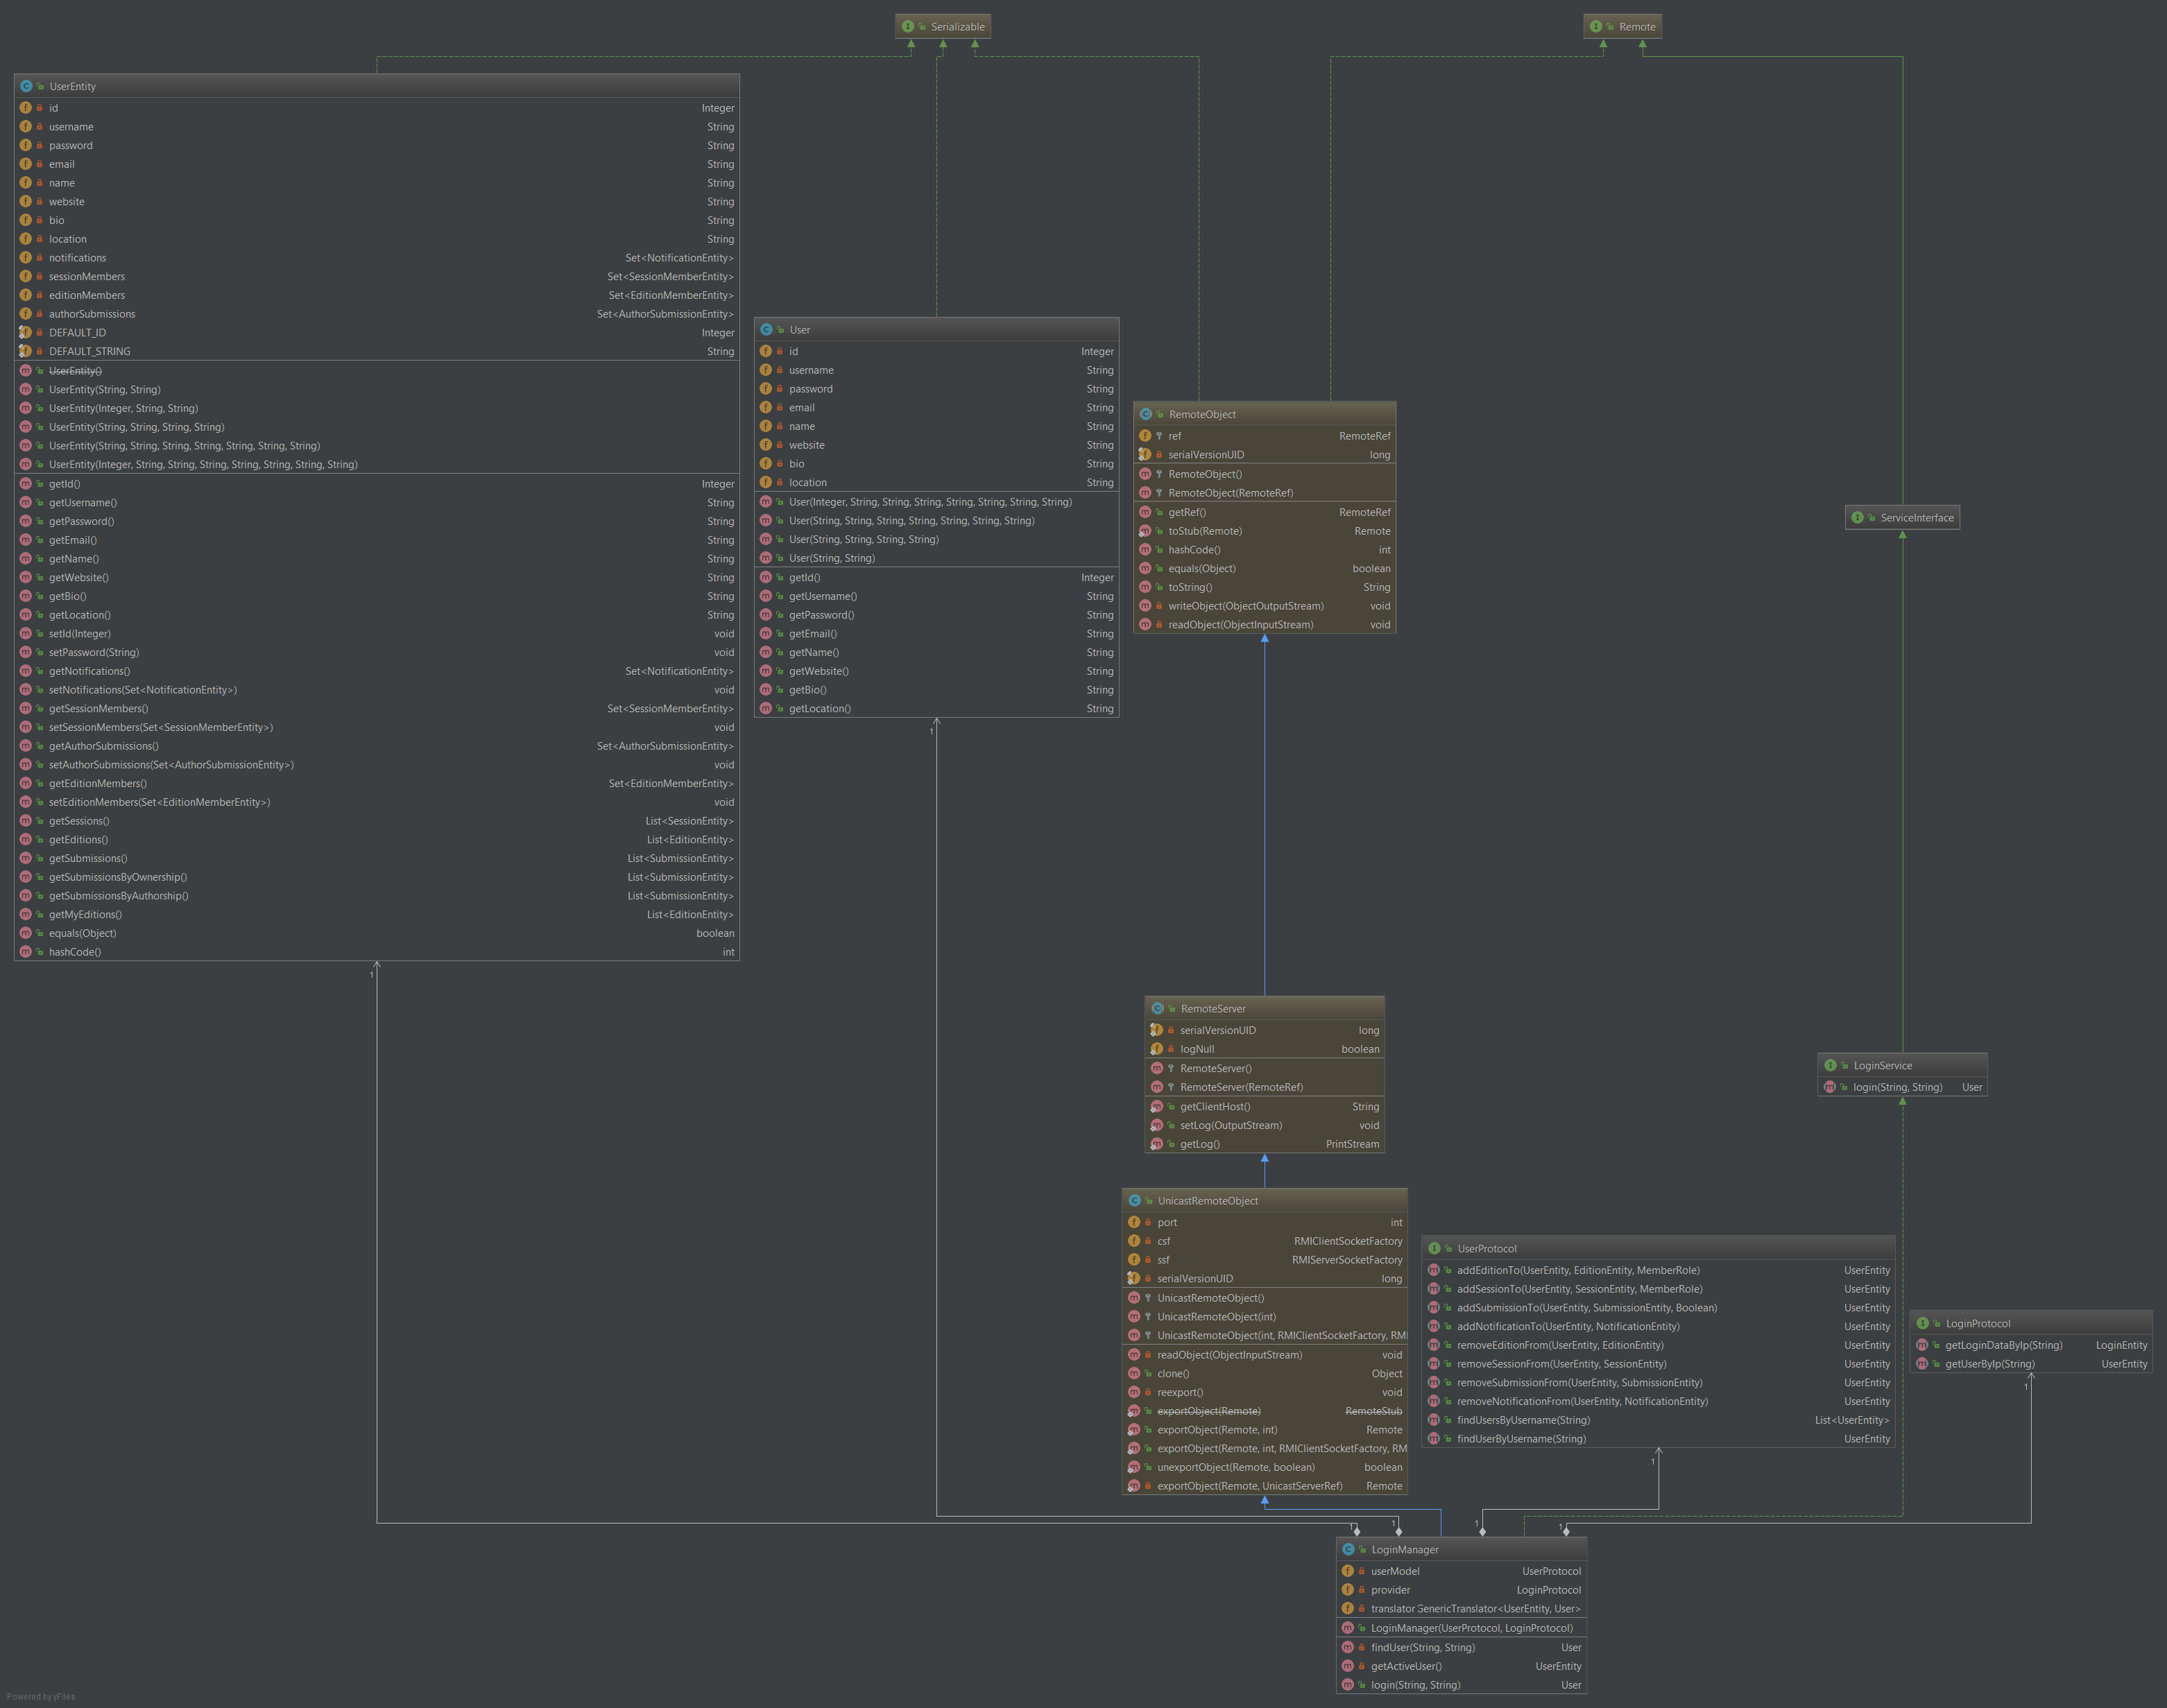 Serializable
Remote
UserEntity
id Integer
username String
password String
email String
name String
website String
bio String
location String
notifications Set<NotificationEntity>
sessionMembers Set<SessionMemberEntity>
editionMembers Set<EditionMemberEntity>
authorSubmissions Set<AuthorSubmissionEntity>
DEFAULT_ID Integer
DEFAULT_STRING String
UserEntity()
UserEntity(String, String)
UserEntity(Integer, String, String)
UserEntity(String, String, String, String)
UserEntity(String, String, String, String, String, String, String)
UserEntity(Integer, String, String, String, String, String, String, String)
getId() Integer
getUsername() String
getPassword() String
getEmail() String
getName() String
getWebsite() String
getBio() String
getLocation() String
setId(Integer) void
setPassword(String) void
getNotifications() Set<NotificationEntity>
setNotifications(Set<NotificationEntity>) void
getSessionMembers() Set<SessionMemberEntity>
setSessionMembers(Set<SessionMemberEntity>) void
getAuthorSubmissions() Set<AuthorSubmissionEntity>
setAuthorSubmissions(Set<AuthorSubmissionEntity>) void
getEditionMembers() Set<EditionMemberEntity>
setEditionMembers(Set<EditionMemberEntity>) void
getSessions() List<SessionEntity>
getEditions() List<EditionEntity>
getSubmissions() List<SubmissionEntity>
getSubmissionsByOwnership() List<SubmissionEntity>
getSubmissionsByAuthorship() List<SubmissionEntity>
getMyEditions() List<EditionEntity>
equals(Object) boolean
hashCode() int
1
User
id Integer
username String
password String
email String
name String
website String
bio String
location String
User(Integer, String, String, String, String, String, String, String)
User(String, String, String, String, String, String, String)
User(String, String, String, String)
User(String, String)
getId() Integer
getUsername() String
getPassword() String
getEmail() String
getName() String
getWebsite() String
getBio() String
getLocation() String
1
RemoteObject
ref RemoteRef
serialVersionUID long
RemoteObject()
RemoteObject(RemoteRef)
getRef() RemoteRef
toStub(Remote) Remote
hashCode() int
equals(Object) boolean
toString() String
writeObject(ObjectOutputStream) void
readObject(ObjectInputStream) void
ServiceInterface
RemoteServer
serialVersionUID long
logNull boolean
RemoteServer()
RemoteServer(RemoteRef)
getClientHost() String
setLog(OutputStream) void
getLog() PrintStream
LoginService
login(String, String) User
UnicastRemoteObject
port int
csf RMIClientSocketFactory
ssf RMIServerSocketFactory
serialVersionUID long
UnicastRemoteObject()
UnicastRemoteObject(int)
UnicastRemoteObject(int, RMIClientSocketFactory, RMI
readObject(ObjectInputStream) void
clone() Object
reexport() void
exportObject(Remote) RemoteStub
exportObject(Remote, int) Remote
exportObject(Remote, int, RMIClientSocketFactory, RM
unexportObject(Remote, boolean) boolean
exportObject(Remote, UnicastServerRef) Remote
UserProtocol
addEditionTo(UserEntity, EditionEntity, MemberRole) UserEntity
addSessionTo(UserEntity, SessionEntity, MemberRole) UserEntity
addSubmissionTo(UserEntity, SubmissionEntity, Boolean) UserEntity
addNotificationTo(UserEntity, NotificationEntity) UserEntity
removeEditionFrom(UserEntity, EditionEntity) UserEntity
removeSessionFrom(UserEntity, SessionEntity) UserEntity
removeSubmissionFrom(UserEntity, SubmissionEntity) UserEntity
removeNotificationFrom(UserEntity, NotificationEntity) UserEntity
findUsersByUsername(String) List<UserEntity>
findUserByUsername(String) UserEntity
1
LoginProtocol
getLoginDataByIp(String) LoginEntity
getUserByIp(String) UserEntity
1
1
1
1
1
LoginManager
userModel UserProtocol
provider LoginProtocol
translator GenericTranslator<UserEntity, User>
LoginManager(UserProtocol, LoginProtocol)
findUser(String, String) User
getActiveUser() UserEntity
login(String, String) User
Powered by yFiles